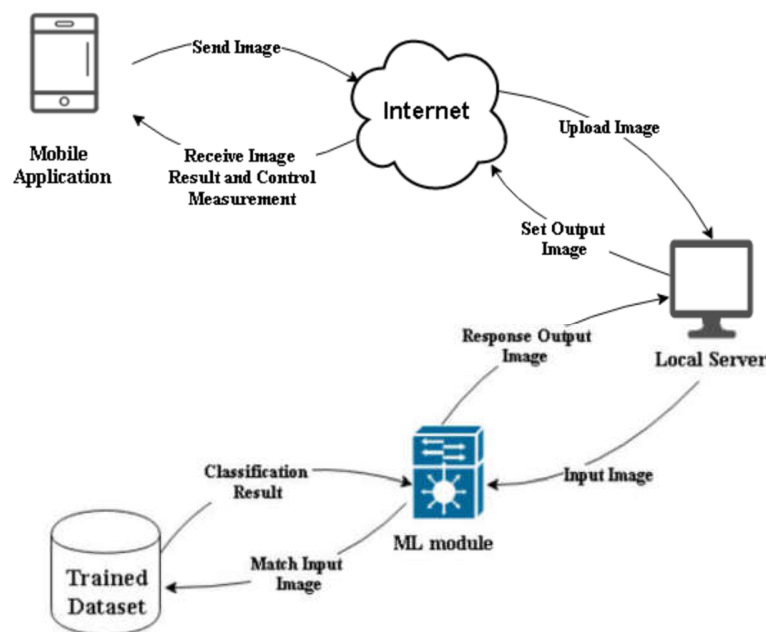 Send Image
Internet
Mobile
Application
Receive Image
Result and Control
Measurement
Upload Image
Set Output
Image
Local Server
Response Output
Image
Input Image
Classification
Result
ML module
Match Input
Image
Trained
Dataset